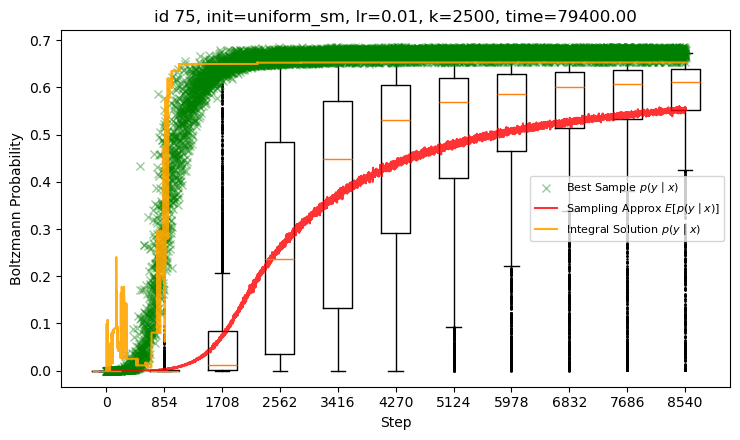 id 75, init=uniform_sm, lr=0.01, k=2500, time=79400.00
Boltzmann Probability
0.7
0.6
0.5
0.4
0.3
0.2
0.1
0.0
Best Sample p(y | x)
Sampling Approx E[p(y | x)]
Integral Solution p(y | x)
0 854 1708 2562 3416 4270 5124 5978 6832 7686 8540
Step